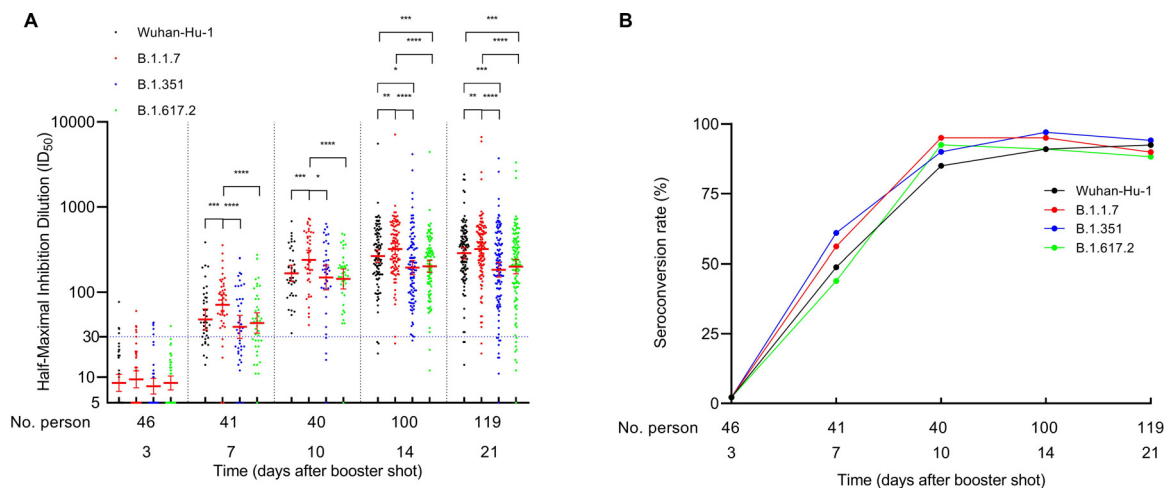 A
Wuhan-Hu-1
B.1.1.7
B.1.351
B.1.617.2
Half-Maximal Inhibition Dilution (ID50)
10000
1000
100
30
10
5
*** ****
****
*** *
****
** ****
*
****
***
** ****
***
****
***
No. person 46 41 40 100 119
3 7 10 14 21
Time (days after booster shot)
B
Seroconversion rate (%)
100
75
50
25
0
Wuhan-Hu-1
B.1.1.7
B.1.351
B.1.617.2
No. person 46 41 40 100 119
3 7 10 14 21
Time (days after booster shot)